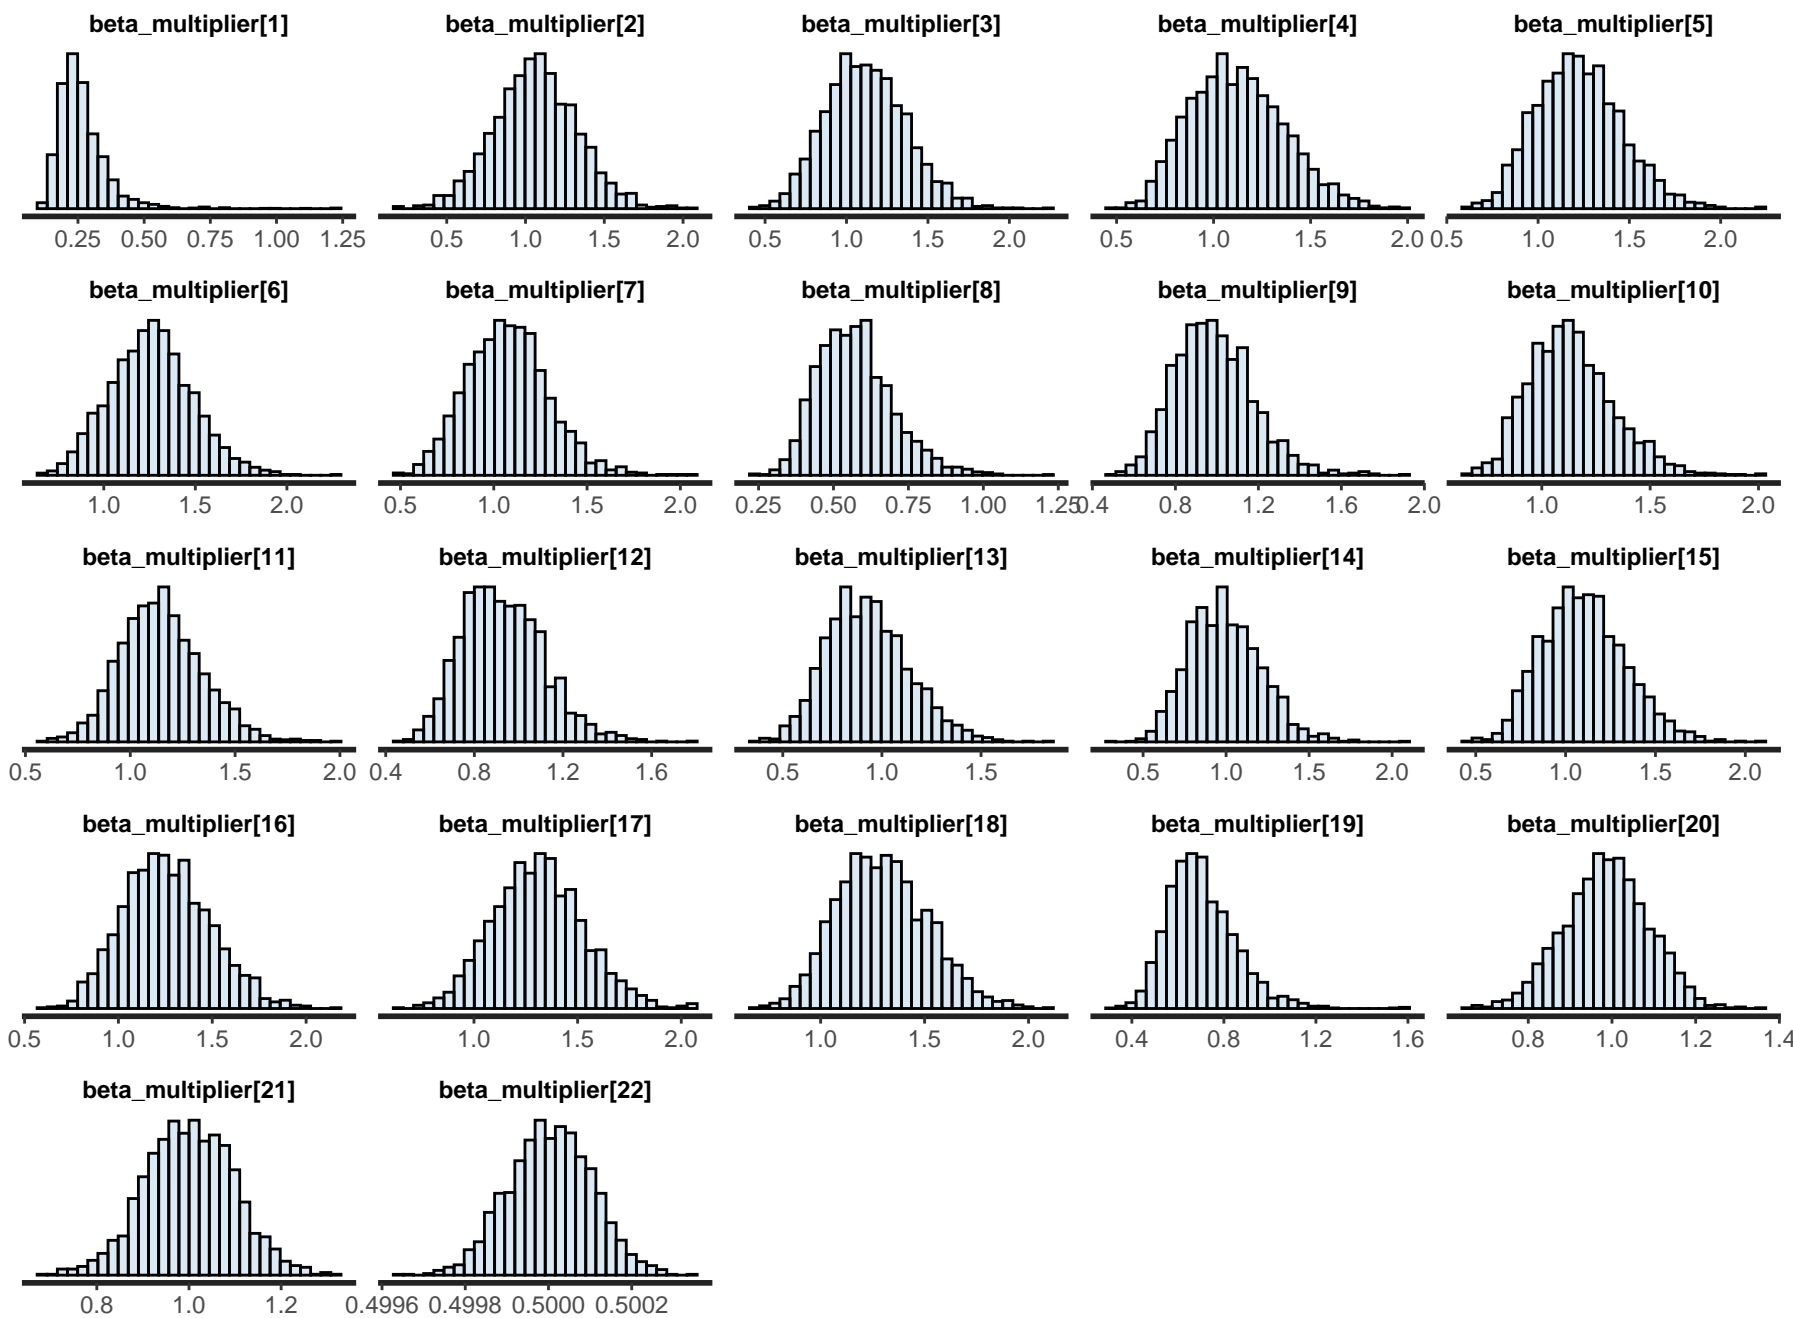 beta_multiplier[1] beta_multiplier[2] beta_multiplier[3] beta_multiplier[4] beta_multiplier[5]
0.25 0.50 0.75 1.00 1.25 0.5 1.0 1.5 2.0 0.5 1.0 1.5 2.0 0.5 1.0 1.5 2.0 0.5 1.0 1.5 2.0
beta_multiplier[6] beta_multiplier[7] beta_multiplier[8] beta_multiplier[9] beta_multiplier[10]
1.0 1.5 2.0 0.5 1.0 1.5 2.0 0.25 0.50 0.75 1.00 1.25 0.4 0.8 1.2 1.6 2.0 1.0 1.5 2.0
beta_multiplier[11] beta_multiplier[12] beta_multiplier[13] beta_multiplier[14] beta_multiplier[15]
0.5 1.0 1.5 2.0 0.4 0.8 1.2 1.6 0.5 1.0 1.5 0.5 1.0 1.5 2.0 0.5 1.0 1.5 2.0
beta_multiplier[16] beta_multiplier[17] beta_multiplier[18] beta_multiplier[19] beta_multiplier[20]
0.5 1.0 1.5 2.0 1.0 1.5 2.0 1.0 1.5 2.0 0.4 0.8 1.2 1.6 0.8 1.0 1.2 1.4
beta_multiplier[21] beta_multiplier[22]
0.8 1.0 1.2 0.4996 0.4998 0.5000 0.5002